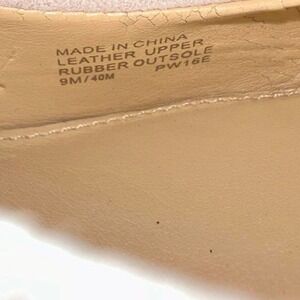 MADE IN CHINA
LEATHER UPPER
RUBBER OUTSOLE
9M/40M PW16E